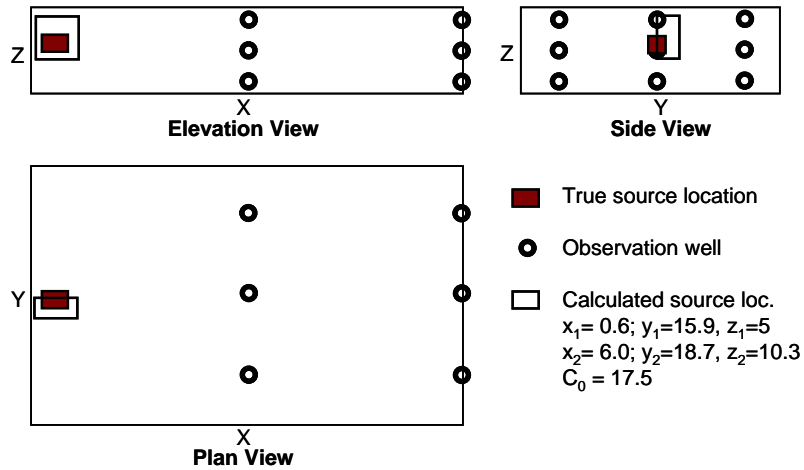 Z
X
Elevation View
Z
Y
Side View
Y
X
Plan View
True source location
Observation well
Calculated source loc.
x₁= 0.6; y₁=15.9, z₁=5
x₂= 6.0; y₂=18.7, z₂=10.3
C₀ = 17.5